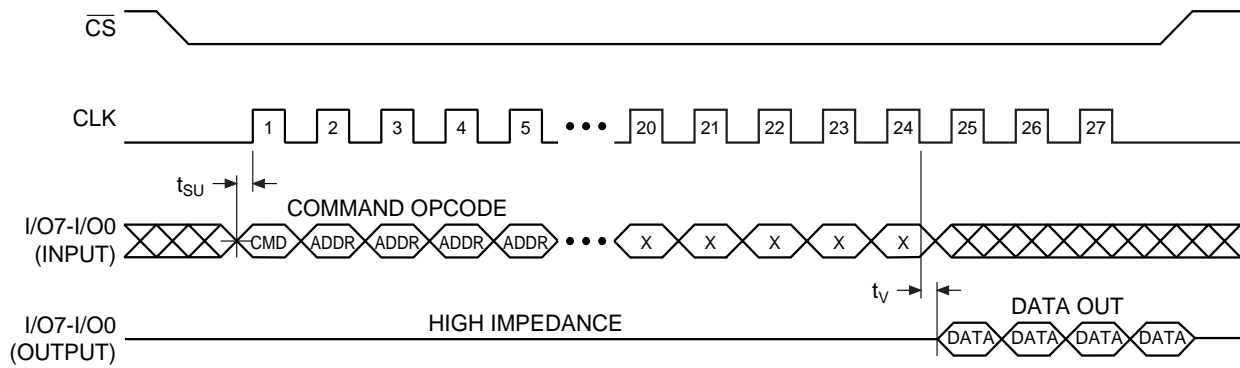 CS
CLK
1 2 3 4 5 ••• 20 21 22 23 24 25 26 27
tSU
COMMAND OPCODE
I/O7-I/O0
(INPUT)
CMD ADDR ADDR ADDR ADDR ••• X X X X X
tV
DATA OUT
I/O7-I/O0
(OUTPUT)
HIGH IMPEDANCE
DATA DATA DATA DATA